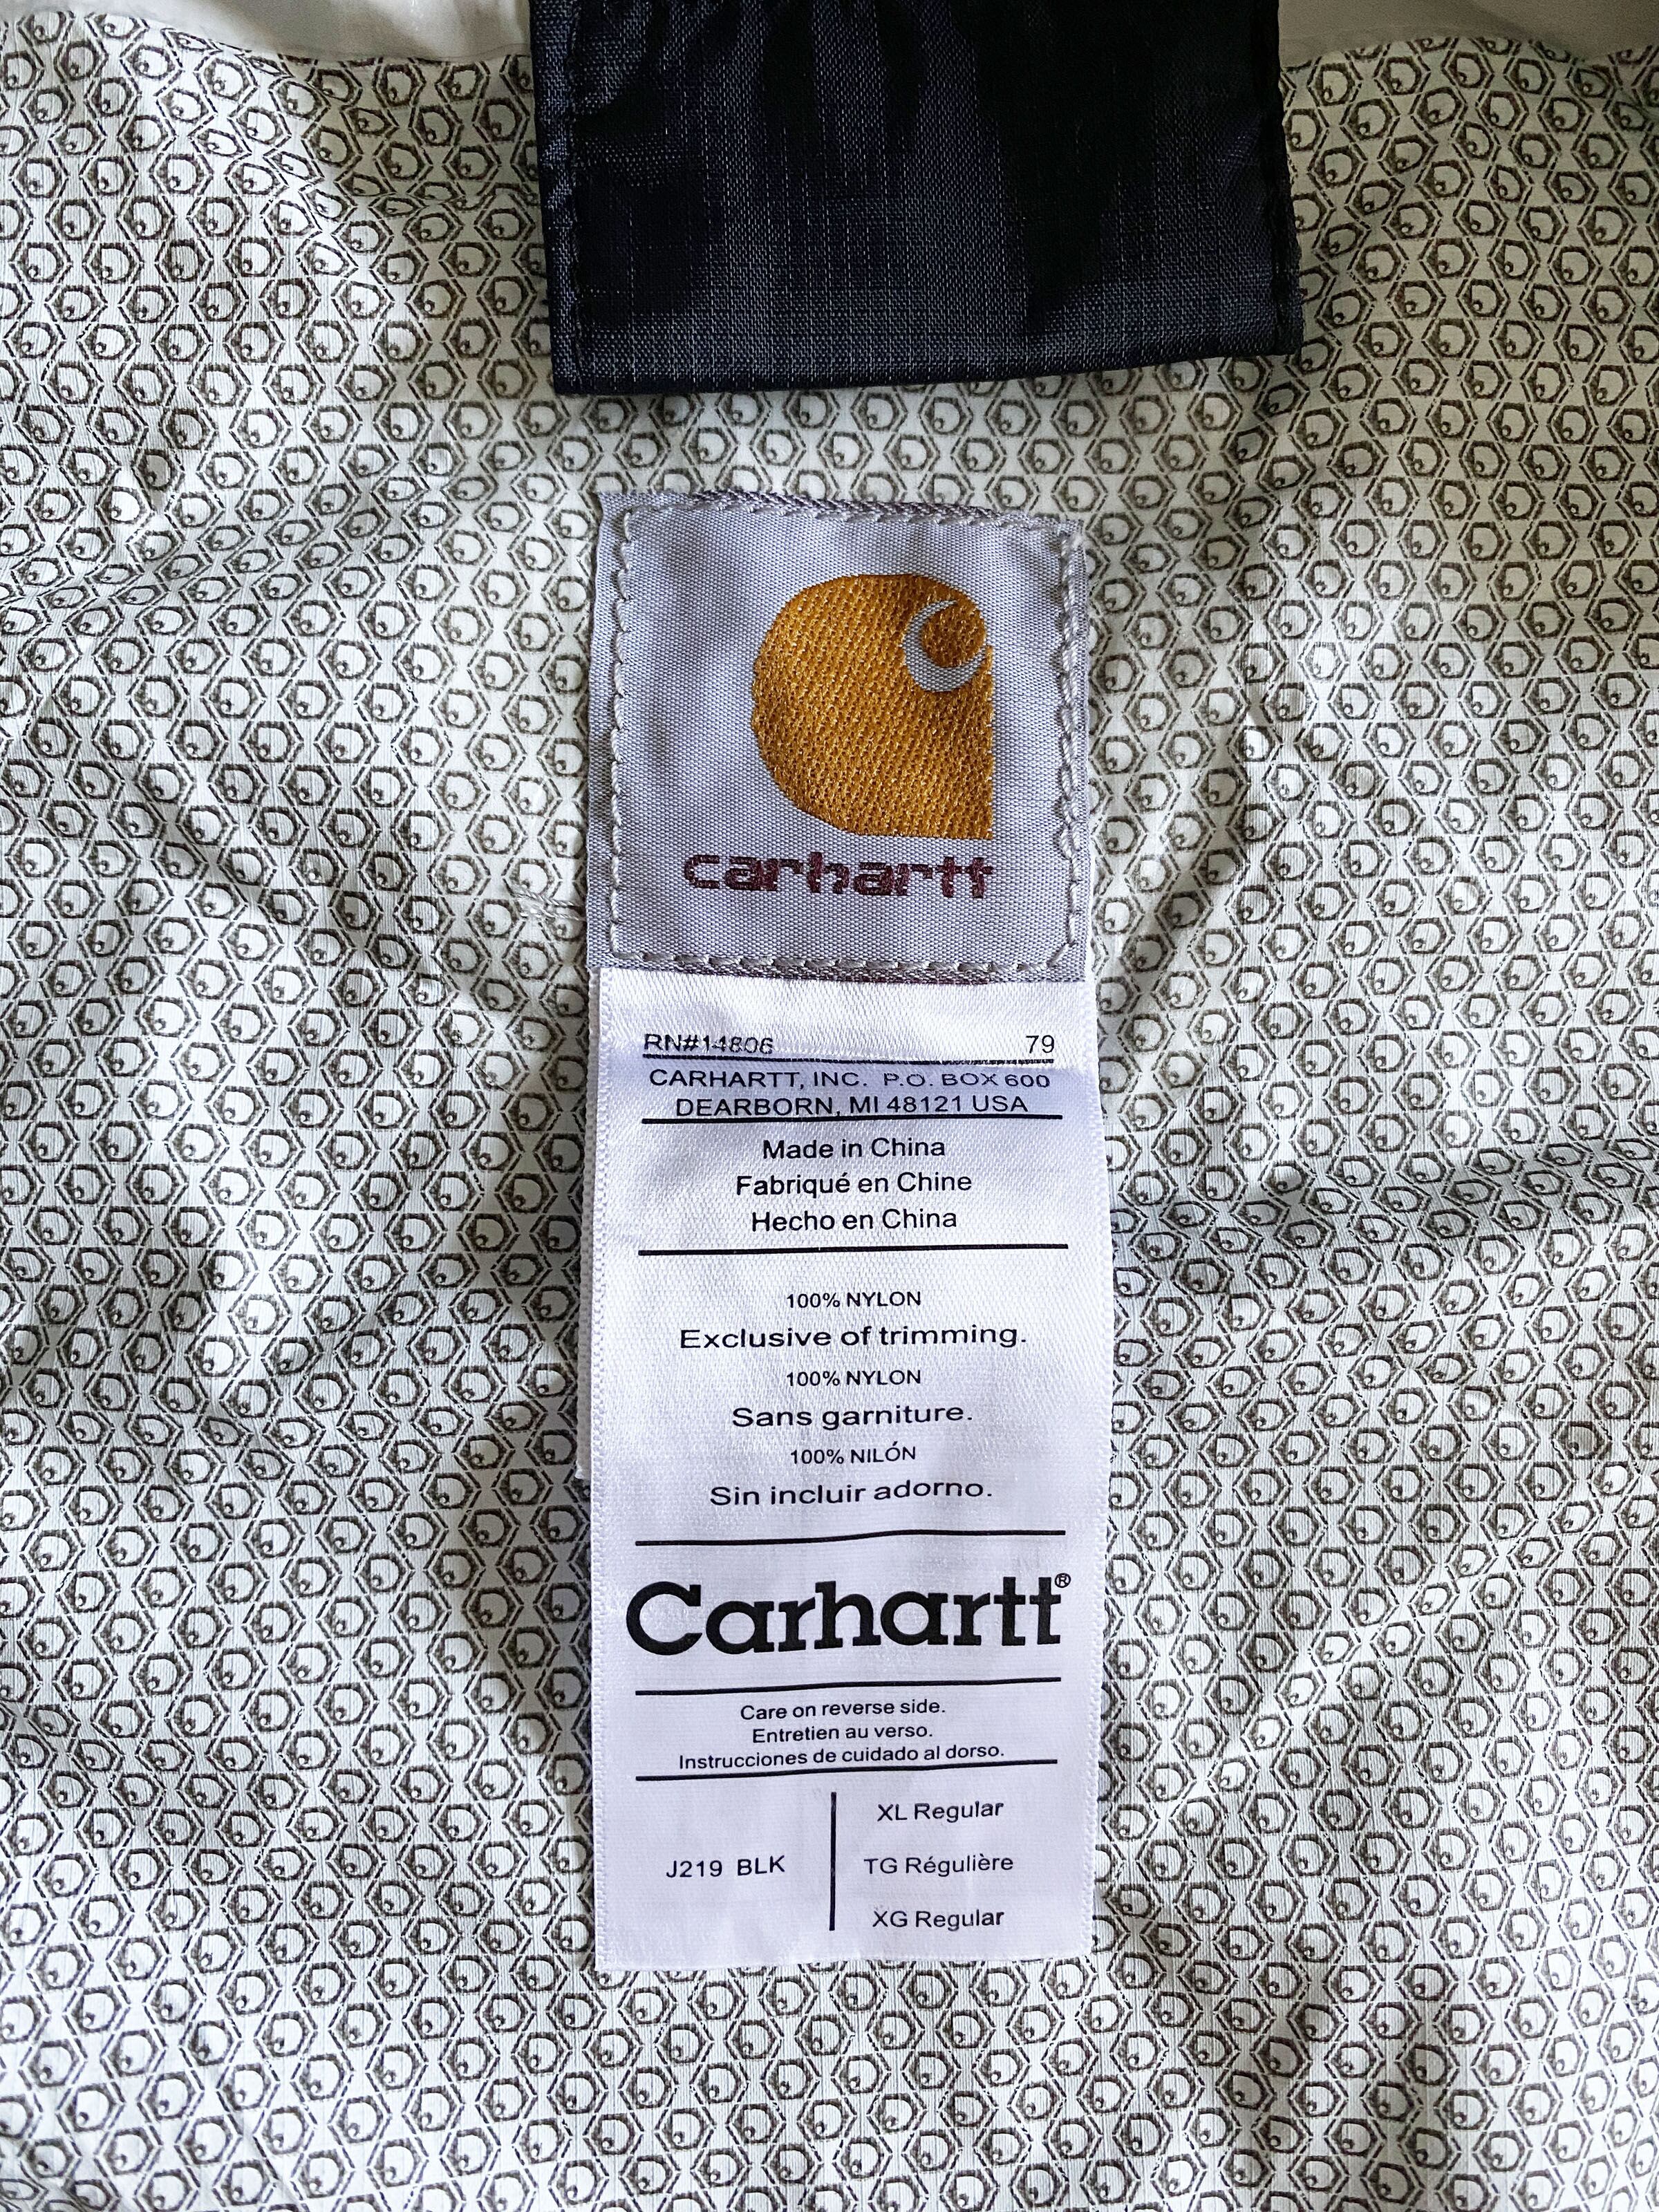 carhartt
RN#14806 79
CARHARTT, INC. P.O. BOX 600
DEARBORN, MI 48121 USA
Made in China
Fabriqué en Chine
Hecho en China
100% NYLON
Exclusive of trimming.
100% NYLON
Sans garniture.
100% NILÓN
Sin incluir adorno.
Carhartt®
Care on reverse side.
Entretien au verso.
Instrucciones de cuidado al dorso.
XL Regular
J219 BLK TG Régulière
XG Regular